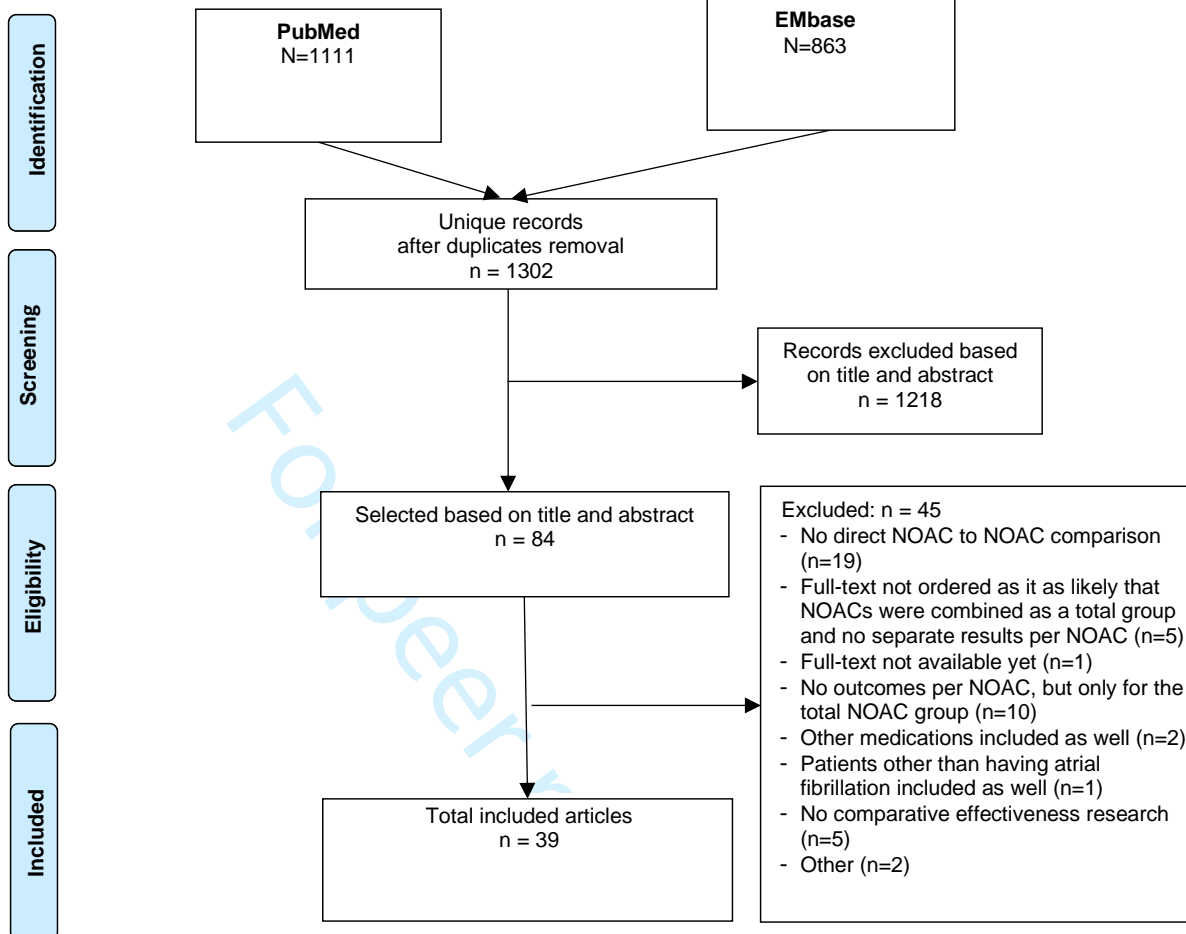 Identification
PubMed
N=1111
EMbase
N=863
Unique records
after duplicates removal
n = 1302
Screening
Records excluded based
on title and abstract
n = 1218
Eligibility
Selected based on title and abstract
n = 84
Excluded: n = 45
- No direct NOAC to NOAC comparison
(n=19)
- Full-text not ordered as it as likely that
NOACs were combined as a total group
and no separate results per NOAC (n=5)
- Full-text not available yet (n=1)
- No outcomes per NOAC, but only for the
total NOAC group (n=10)
- Other medications included as well (n=2)
- Patients other than having atrial
fibrillation included as well (n=1)
- No comparative effectiveness research
(n=5)
- Other (n=2)
Included
Total included articles
n = 39
For peer r